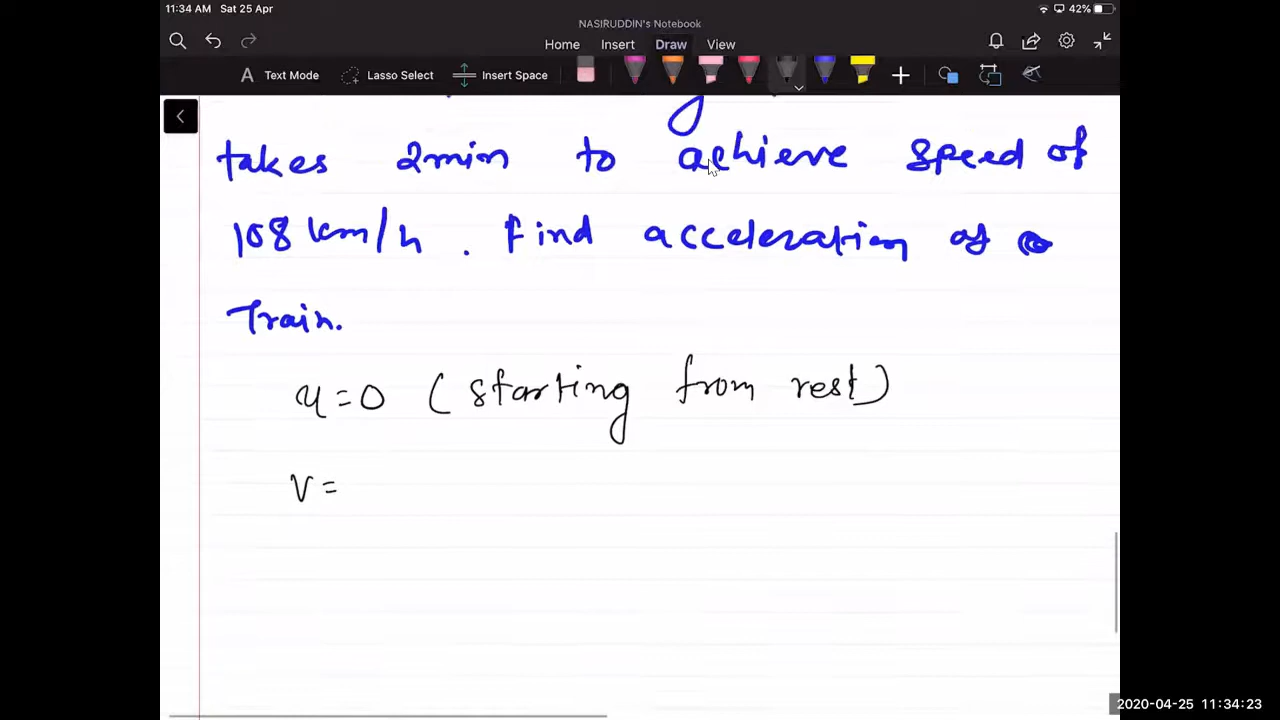 11:34 AM Sat 25 Apr
NASIRUDDIN's Notebook
42%
Home Insert Draw View
Text Mode Lasso Select Insert Space
takes 2min to achieve speed of
108 km/h . Find acceleration of
Train.
u=0 (starting from rest)
v=
2020-04-25 11:34:23